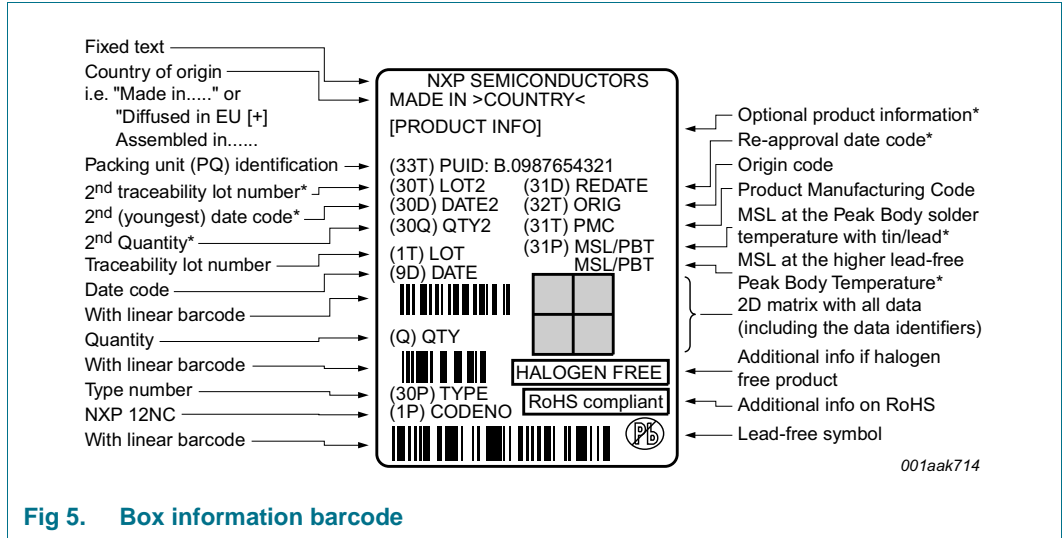 Fixed text
Country of origin
i.e. "Made in....." or
"Diffused in EU [+]
Assembled in......
Packing unit (PQ) identification
2nd traceability lot number*
2nd (youngest) date code*
2nd Quantity*
Traceability lot number
Date code
With linear barcode
Quantity
With linear barcode
Type number
NXP 12NC
With linear barcode
NXP SEMICONDUCTORS
MADE IN >COUNTRY<
[PRODUCT INFO]
(33T) PUID: B.0987654321
(30T) LOT2 (31D) REDATE
(30D) DATE2 (32T) ORIG
(30Q) QTY2 (31T) PMC
(31P) MSL/PBT
(1T) LOT MSL/PBT
(9D) DATE
(Q) QTY
HALOGEN FREE
(30P) TYPE
RoHS compliant
(1P) CODENO
Pb
Optional product information*
Re-approval date code*
Origin code
Product Manufacturing Code
MSL at the Peak Body solder
temperature with tin/lead*
MSL at the higher lead-free
Peak Body Temperature*
2D matrix with all data
(including the data identifiers)
Additional info if halogen
free product
Additional info on RoHS
Lead-free symbol
001aak714
Fig 5. Box information barcode